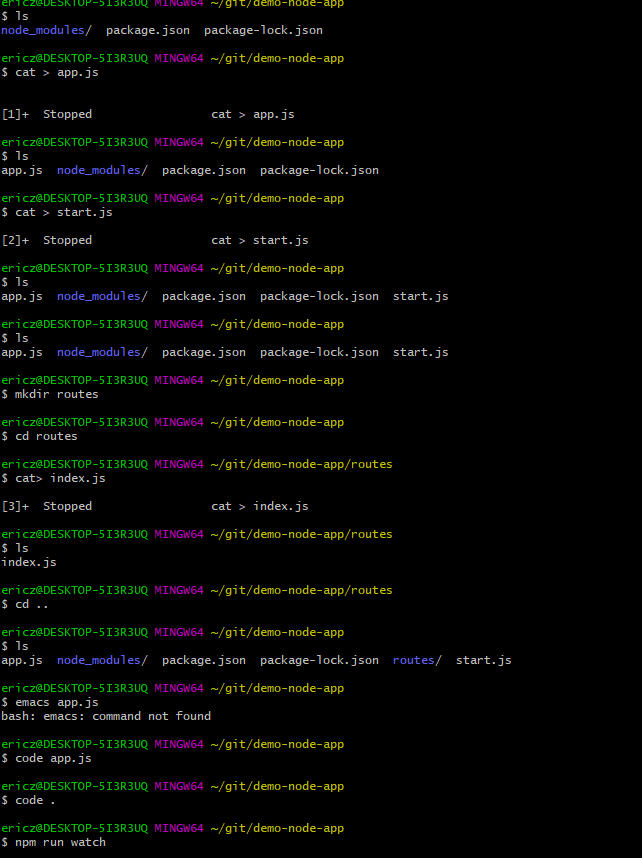 ericz@DESKTOP-5I3R3UQ MINGW64 ~/git/demo-node-app
$ ls
node_modules/  package.json  package-lock.json
ericz@DESKTOP-5I3R3UQ MINGW64 ~/git/demo-node-app
$ cat > app.js
[1]+  Stopped                 cat > app.js
ericz@DESKTOP-5I3R3UQ MINGW64 ~/git/demo-node-app
$ ls
app.js  node_modules/  package.json  package-lock.json
ericz@DESKTOP-5I3R3UQ MINGW64 ~/git/demo-node-app
$ cat > start.js
[2]+  Stopped                 cat > start.js
ericz@DESKTOP-5I3R3UQ MINGW64 ~/git/demo-node-app
$ ls
app.js  node_modules/  package.json  package-lock.json  start.js
ericz@DESKTOP-5I3R3UQ MINGW64 ~/git/demo-node-app
$ ls
app.js  node_modules/  package.json  package-lock.json  start.js
ericz@DESKTOP-5I3R3UQ MINGW64 ~/git/demo-node-app
$ mkdir routes
ericz@DESKTOP-5I3R3UQ MINGW64 ~/git/demo-node-app
$ cd routes
ericz@DESKTOP-5I3R3UQ MINGW64 ~/git/demo-node-app/routes
$ cat> index.js
[3]+  Stopped                 cat > index.js
ericz@DESKTOP-5I3R3UQ MINGW64 ~/git/demo-node-app/routes
$ ls
index.js
ericz@DESKTOP-5I3R3UQ MINGW64 ~/git/demo-node-app/routes
$ cd ..
ericz@DESKTOP-5I3R3UQ MINGW64 ~/git/demo-node-app
$ ls
app.js  node_modules/  package.json  package-lock.json  routes/  start.js
ericz@DESKTOP-5I3R3UQ MINGW64 ~/git/demo-node-app
$ emacs app.js
bash: emacs: command not found
ericz@DESKTOP-5I3R3UQ MINGW64 ~/git/demo-node-app
$ code app.js
ericz@DESKTOP-5I3R3UQ MINGW64 ~/git/demo-node-app
$ code .
ericz@DESKTOP-5I3R3UQ MINGW64 ~/git/demo-node-app
$ npm run watch